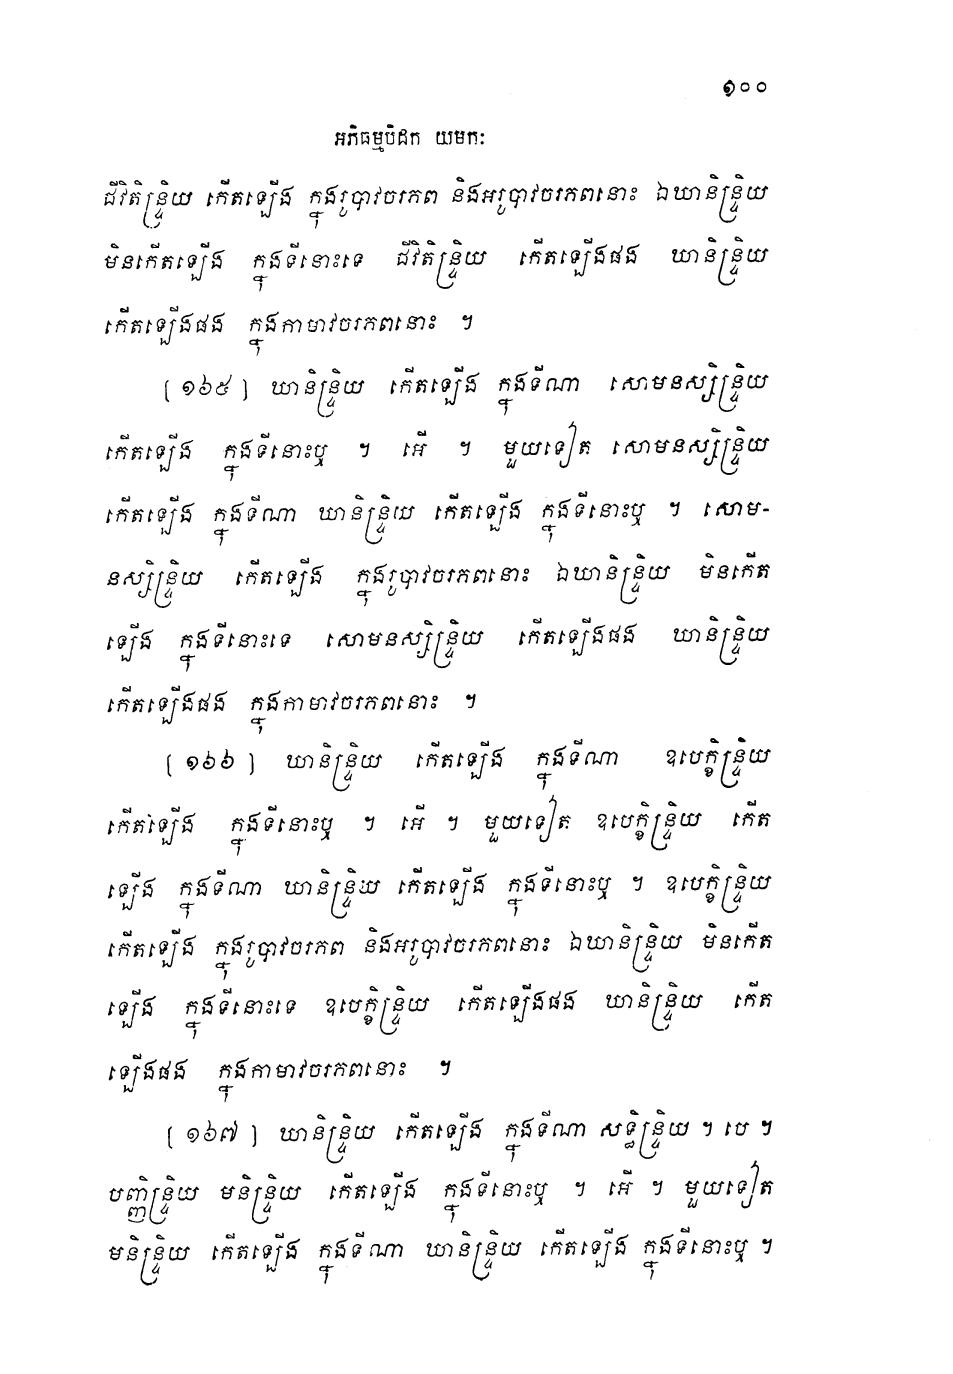 ១០០
អភិធម្មបិដក យមកៈ
ជីវិតិន្ទ្រិយ កើតឡើង ក្នុងរូបាវចរភព និងអរូបាវចរភពនោះ ឯឃានិន្ទ្រិយ
មិនកើតឡើង ក្នុងទីនោះទេ ជីវិតិន្ទ្រិយ កើតឡើងផង ឃានិន្ទ្រិយ
កើតឡើងផង ក្នុងកាមាវចរភពនោះ ។
[ ១៦៥ ] ឃានិន្ទ្រិយ កើតឡើង ក្នុងទីណា សោមនស្សិន្ទ្រិយ
កើតឡើង ក្នុងទីនោះឬ ។ អើ ។ មួយទៀត សោមនស្សិន្ទ្រិយ
កើតឡើង ក្នុងទីណា ឃានិន្ទ្រិយ កើតឡើង ក្នុងទីនោះឬ ។ សោម-
នស្សិន្ទ្រិយ កើតឡើង ក្នុងរូបាវចរភពនោះ ឯឃានិន្ទ្រិយ មិនកើត
ឡើង ក្នុងទីនោះទេ សោមនស្សិន្ទ្រិយ កើតឡើងផង ឃានិន្ទ្រិយ
កើតឡើងផង ក្នុងកាមាវចរភពនោះ ។
[ ១៦៦ ] ឃានិន្ទ្រិយ កើតឡើង ក្នុងទីណា ឧបេក្ខិន្ទ្រិយ
កើតឡើង ក្នុងទីនោះឬ ។ អើ ។ មួយទៀត ឧបេក្ខិន្ទ្រិយ កើត
ឡើង ក្នុងទីណា ឃានិន្ទ្រិយ កើតឡើង ក្នុងទីនោះឬ ។ ឧបេក្ខិន្ទ្រិយ
កើតឡើង ក្នុងរូបាវចរភព និងអរូបាវចរភពនោះ ឯឃានិន្ទ្រិយ មិនកើត
ឡើង ក្នុងទីនោះទេ ឧបេក្ខិន្ទ្រិយ កើតឡើងផង ឃានិន្ទ្រិយ កើត
ឡើងផង ក្នុងកាមាវចរភពនោះ ។
[ ១៦៧ ] ឃានិន្ទ្រិយ កើតឡើង ក្នុងទីណា សទ្ធិន្ទ្រិយ ។ បេ ។
បញ្ញិន្ទ្រិយ មនិន្ទ្រិយ កើតឡើង ក្នុងទីនោះឬ ។ អើ ។ មួយទៀត
មនិន្ទ្រិយ កើតឡើង ក្នុងទីណា ឃានិន្ទ្រិយ កើតឡើង ក្នុងទីនោះឬ ។